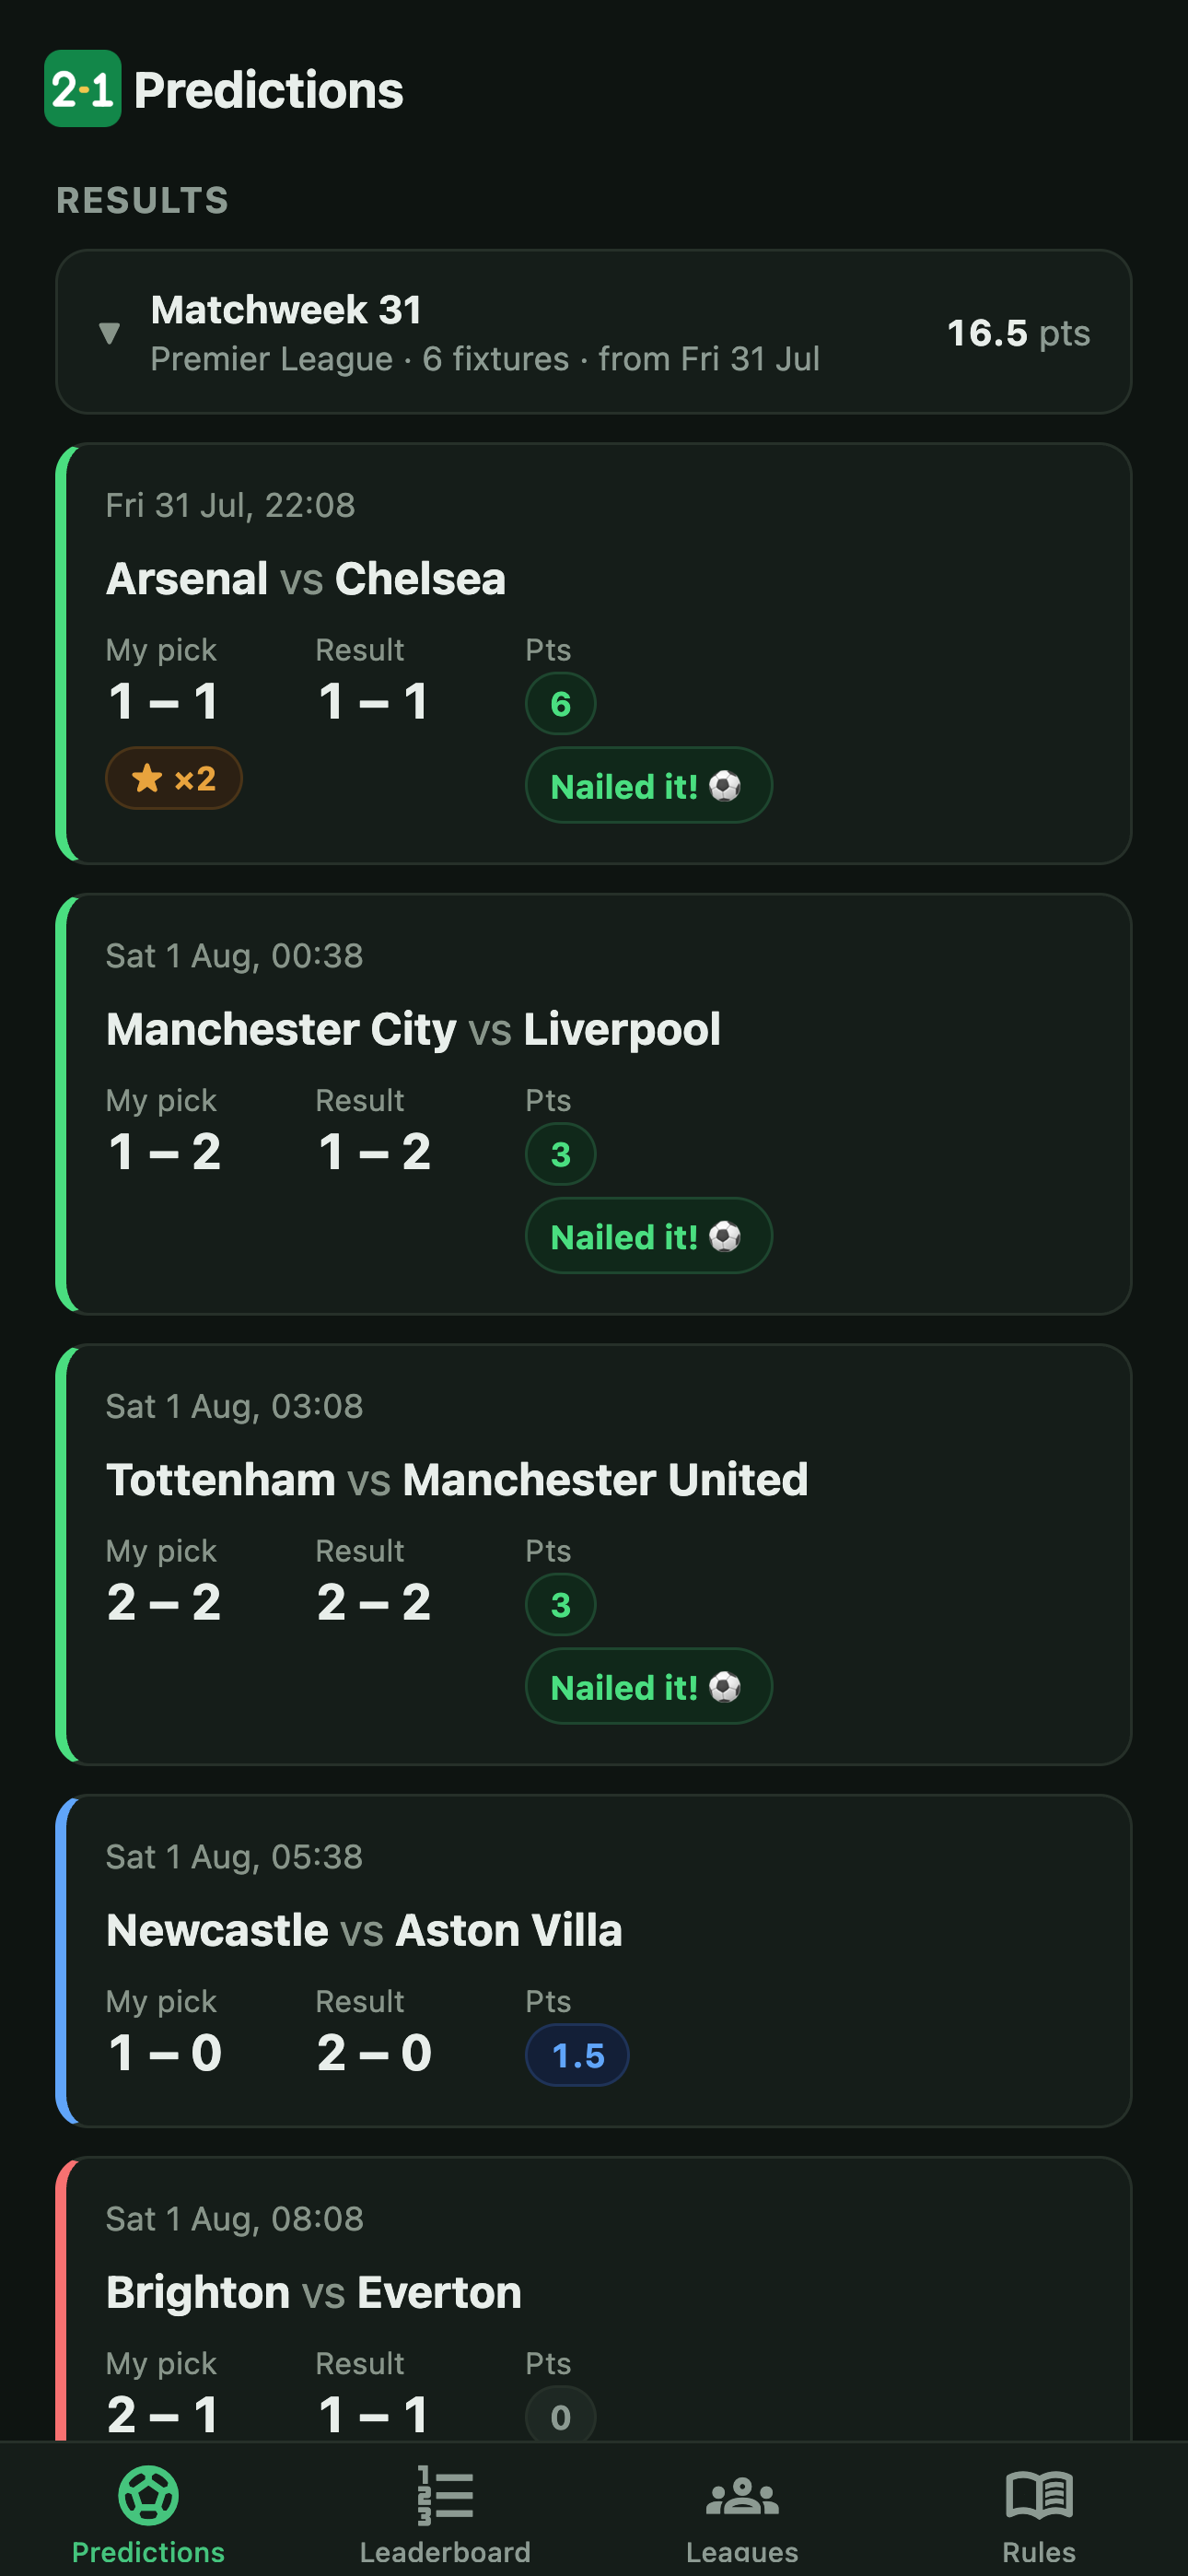 2-1 Predictions
RESULTS
▼ Matchweek 31
Premier League · 6 fixtures · from Fri 31 Jul
16.5 pts
Fri 31 Jul, 22:08
Arsenal vs Chelsea
My pick Result Pts
1 – 1 1 – 1 6
★ ×2 Nailed it! ⚽
Sat 1 Aug, 00:38
Manchester City vs Liverpool
My pick Result Pts
1 – 2 1 – 2 3
Nailed it! ⚽
Sat 1 Aug, 03:08
Tottenham vs Manchester United
My pick Result Pts
2 – 2 2 – 2 3
Nailed it! ⚽
Sat 1 Aug, 05:38
Newcastle vs Aston Villa
My pick Result Pts
1 – 0 2 – 0 1.5
Sat 1 Aug, 08:08
Brighton vs Everton
My pick Result Pts
2 – 1 1 – 1 0
1 2 3
Predictions Leaderboard Leagues Rules